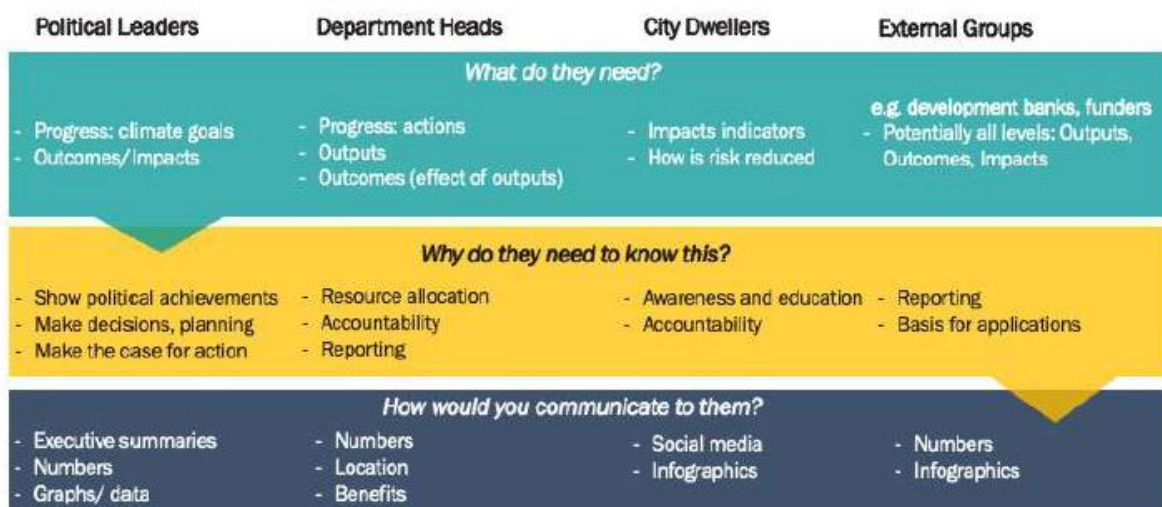 Political Leaders
Department Heads
City Dwellers
External Groups
What do they need?
- Progress: climate goals
- Outcomes/Impacts
- Progress: actions
- Outputs
- Outcomes (effect of outputs)
- Impacts indicators
- How is risk reduced
e.g. development banks, funders
- Potentially all levels: Outputs,
Outcomes, Impacts
Why do they need to know this?
- Show political achievements
- Make decisions, planning
- Make the case for action
- Resource allocation
- Accountability
- Reporting
- Awareness and education
- Accountability
- Reporting
- Basis for applications
How would you communicate to them?
- Executive summaries
- Numbers
- Graphs/ data
- Numbers
- Location
- Benefits
- Social media
- Infographics
- Numbers
- Infographics